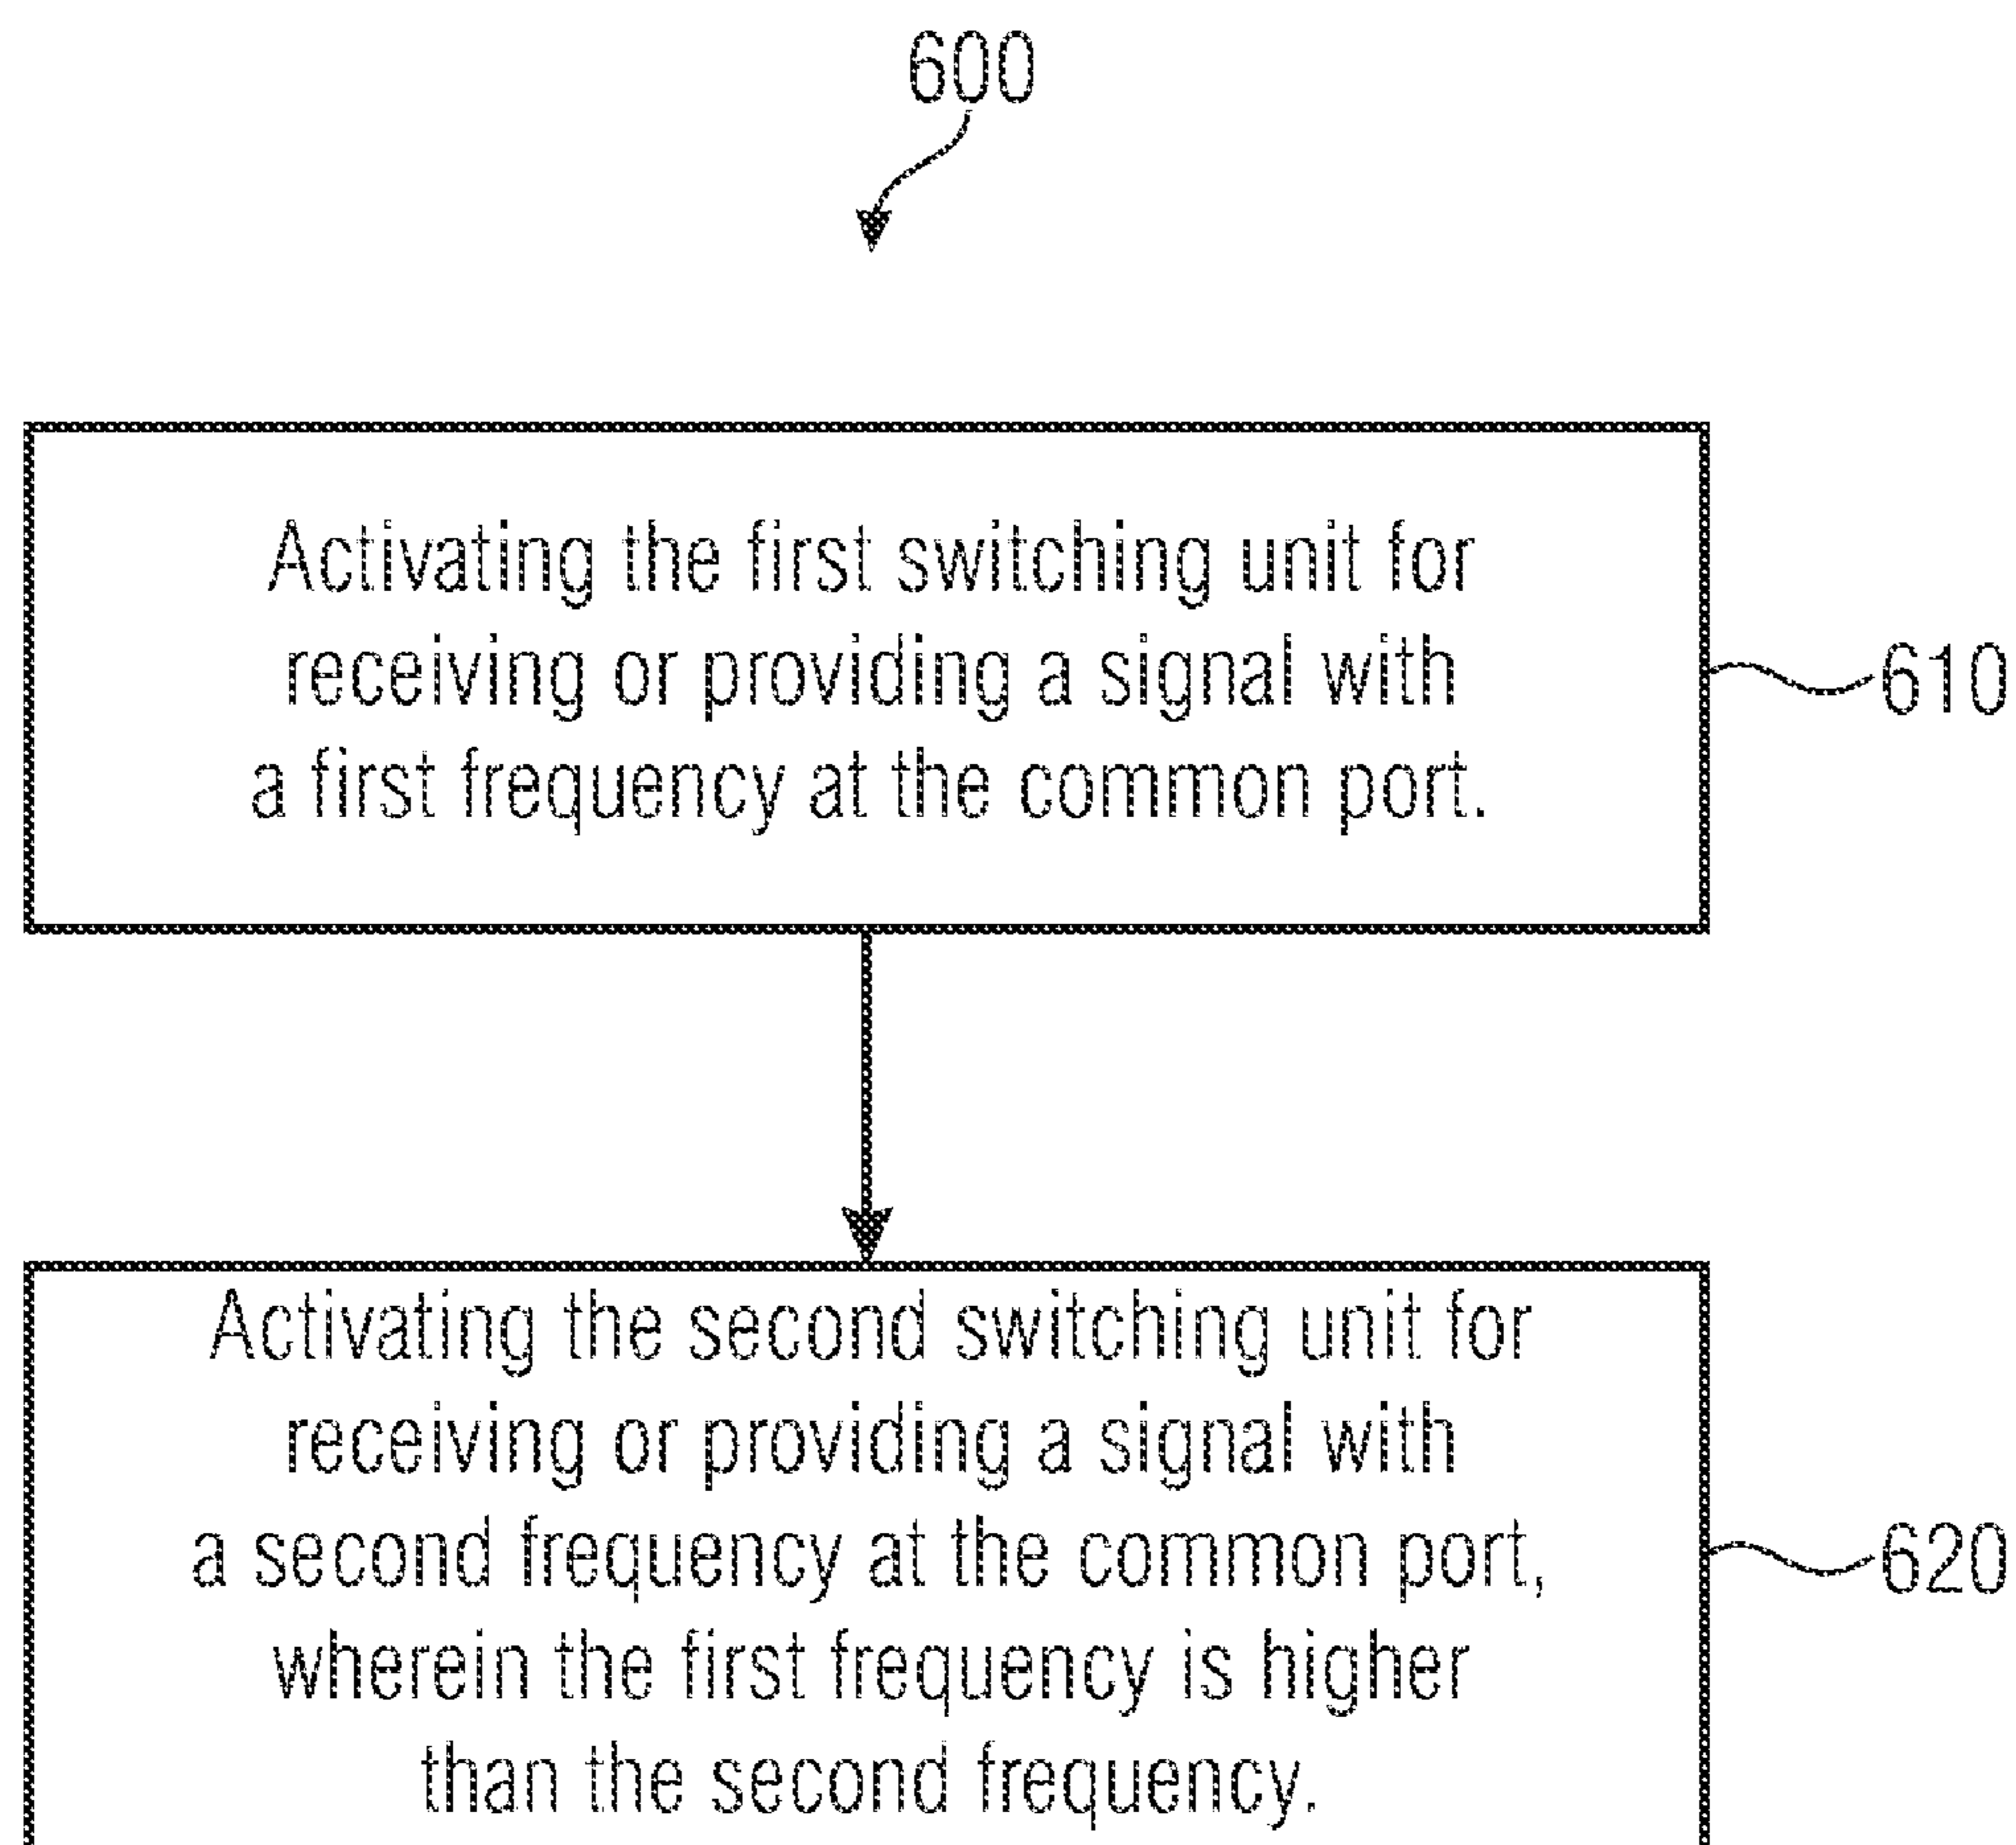 600
Activating the first switching unit for
receiving or providing a signal with
a first frequency at the common port.
610
Activating the second switching unit for
receiving or providing a signal with
a second frequency at the common port,
wherein the first frequency is higher
than the second frequency.
620